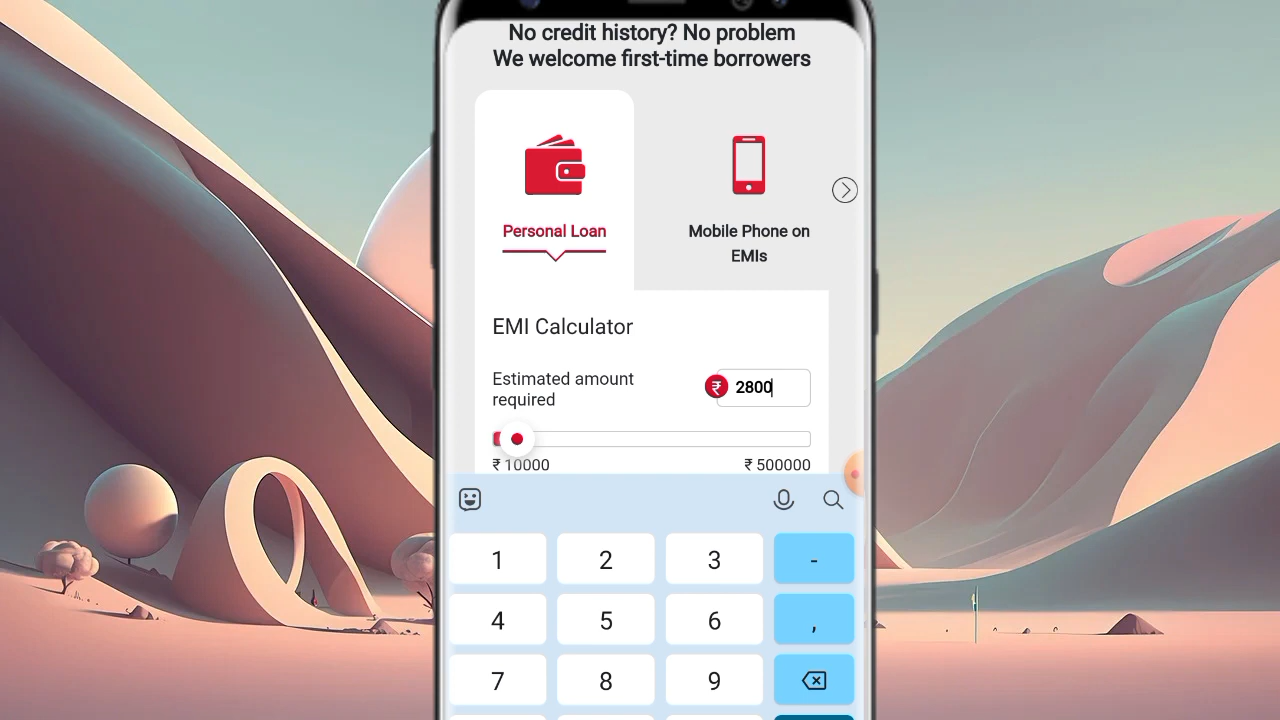 No credit history? No problem
We welcome first-time borrowers
Personal Loan
Mobile Phone on
EMIs
EMI Calculator
Estimated amount
required
₹ 2800
₹ 10000
₹ 500000
1 2 3 -
4 5 6 ,
7 8 9